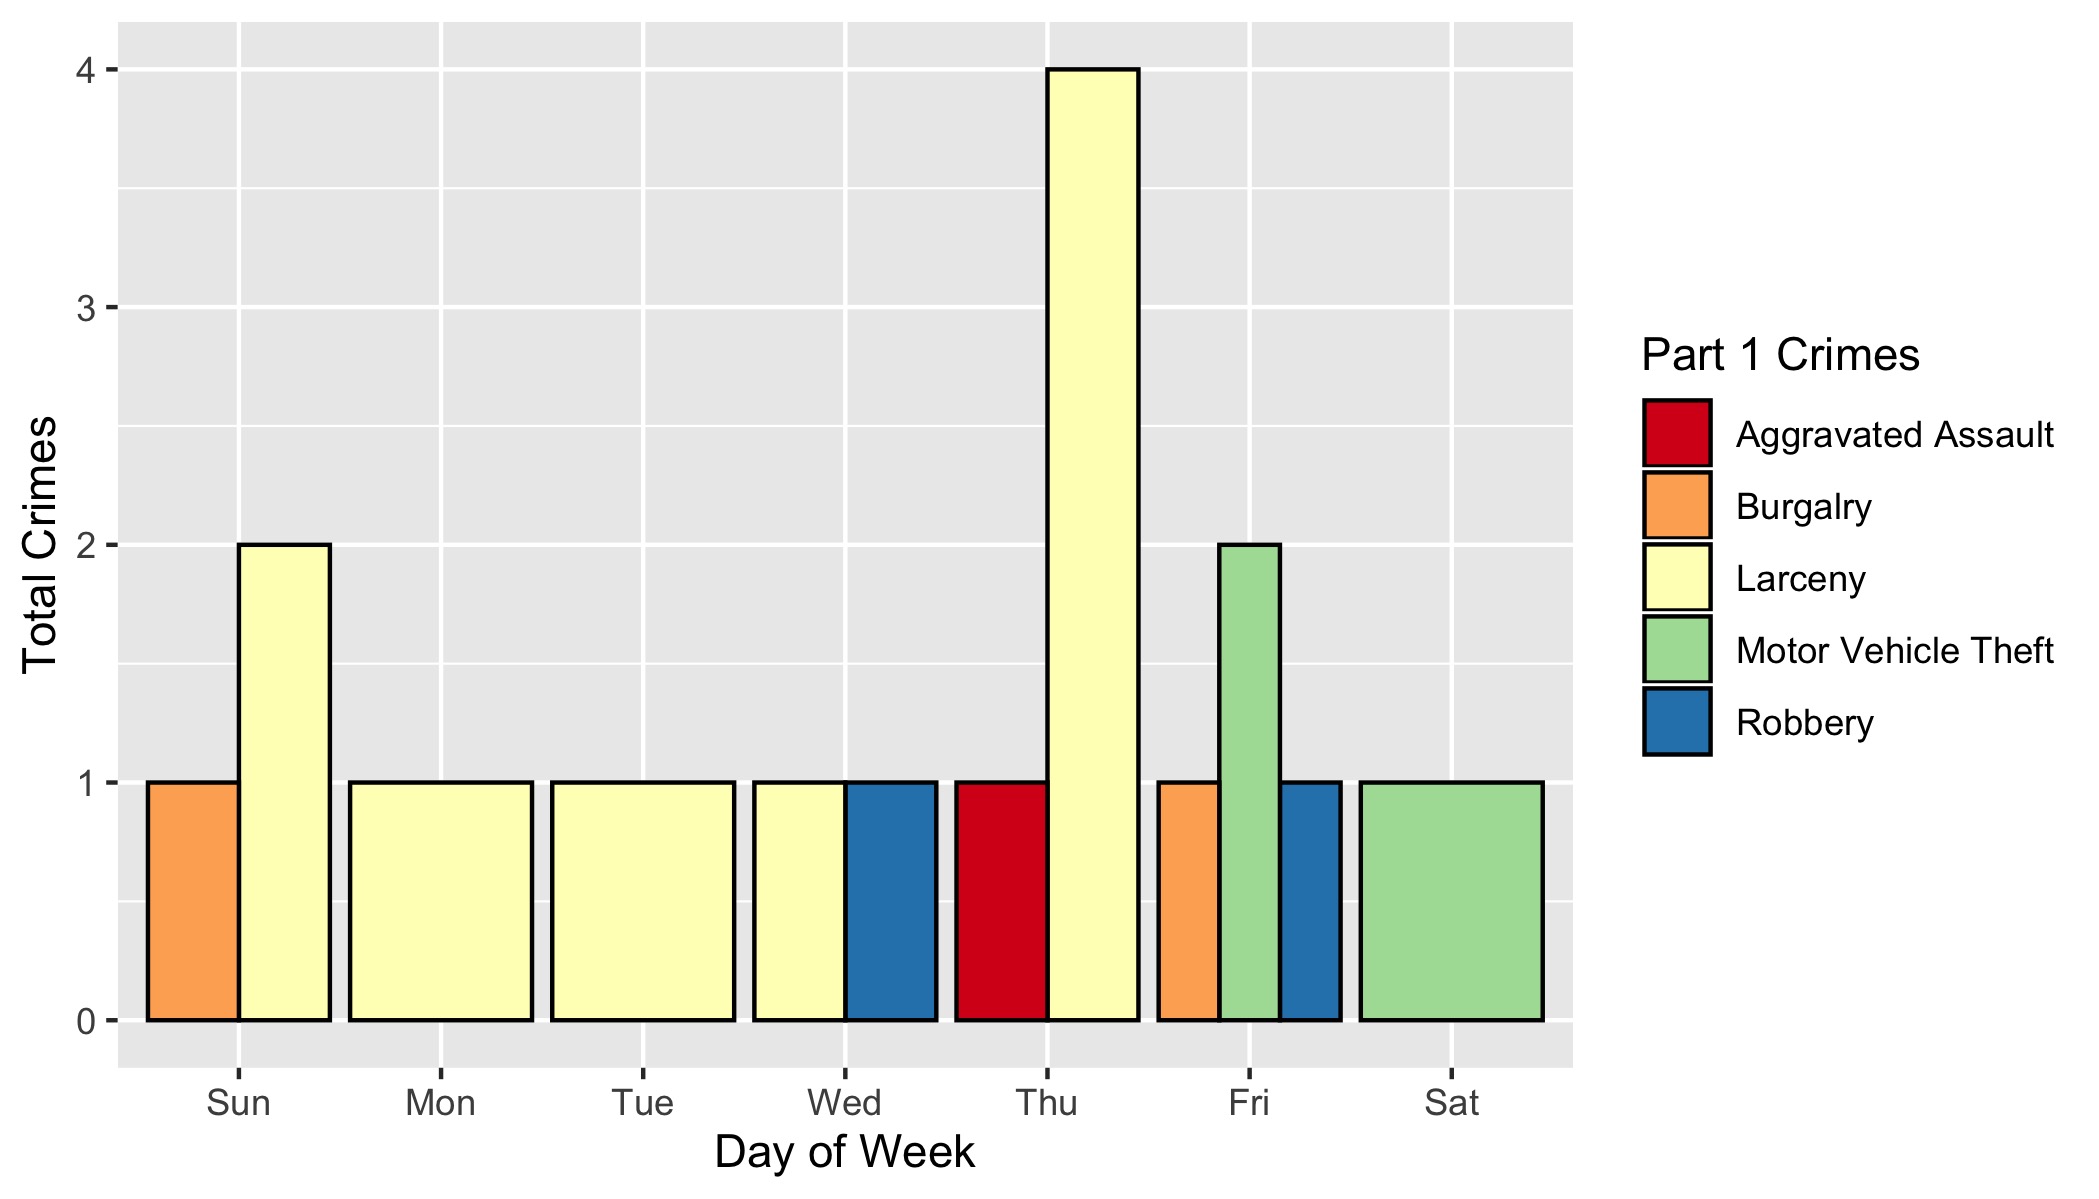 4
3
2
1
0
Total Crimes
Sun Mon Tue Wed Thu Fri Sat
Day of Week
Part 1 Crimes
Aggravated Assault
Burgalry
Larceny
Motor Vehicle Theft
Robbery